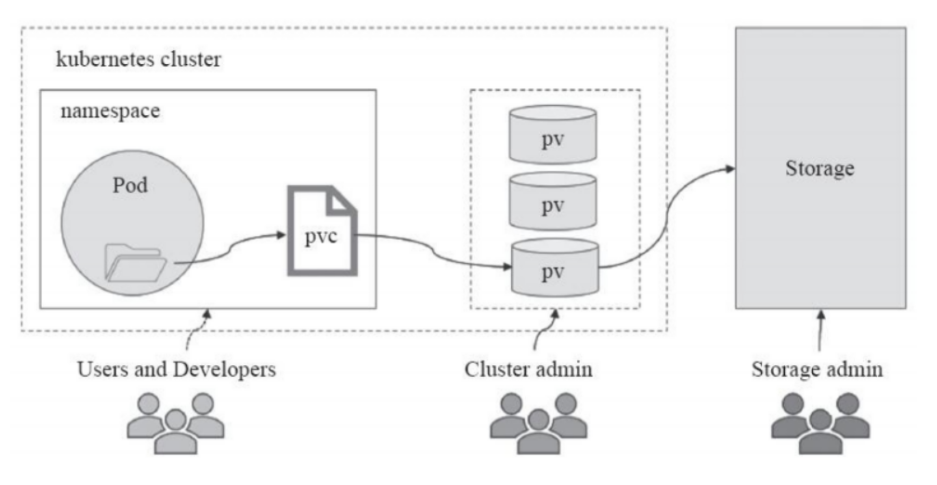 kubernetes cluster
namespace
Pod
pvc
pv
pv
pv
Storage
Users and Developers
Cluster admin
Storage admin